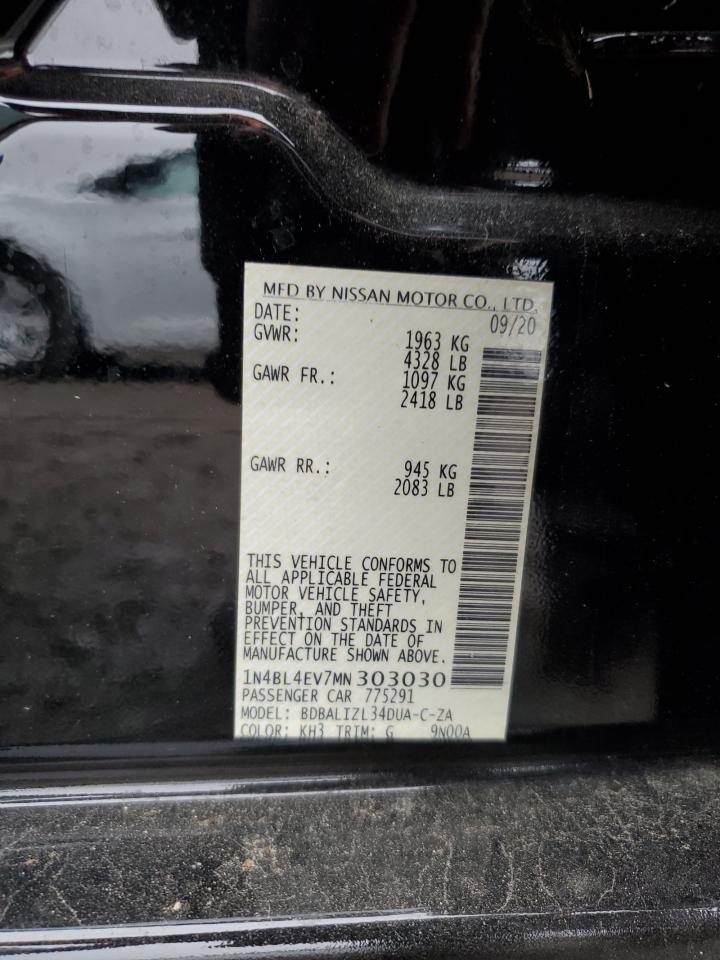 MFD BY NISSAN MOTOR CO., LTD.
DATE: 09/20
GVWR: 1963 KG
4328 LB
GAWR FR.: 1097 KG
2418 LB
GAWR RR.: 945 KG
2083 LB
THIS VEHICLE CONFORMS TO
ALL APPLICABLE FEDERAL
MOTOR VEHICLE SAFETY,
BUMPER, AND THEFT
PREVENTION STANDARDS IN
EFFECT ON THE DATE OF
MANUFACTURE SHOWN ABOVE.
1N4BL4EV7MN303030
PASSENGER CAR 775291
MODEL: BDBALIZL34DUA-C-ZA
COLOR: KH3 TRIM: G 9N00A